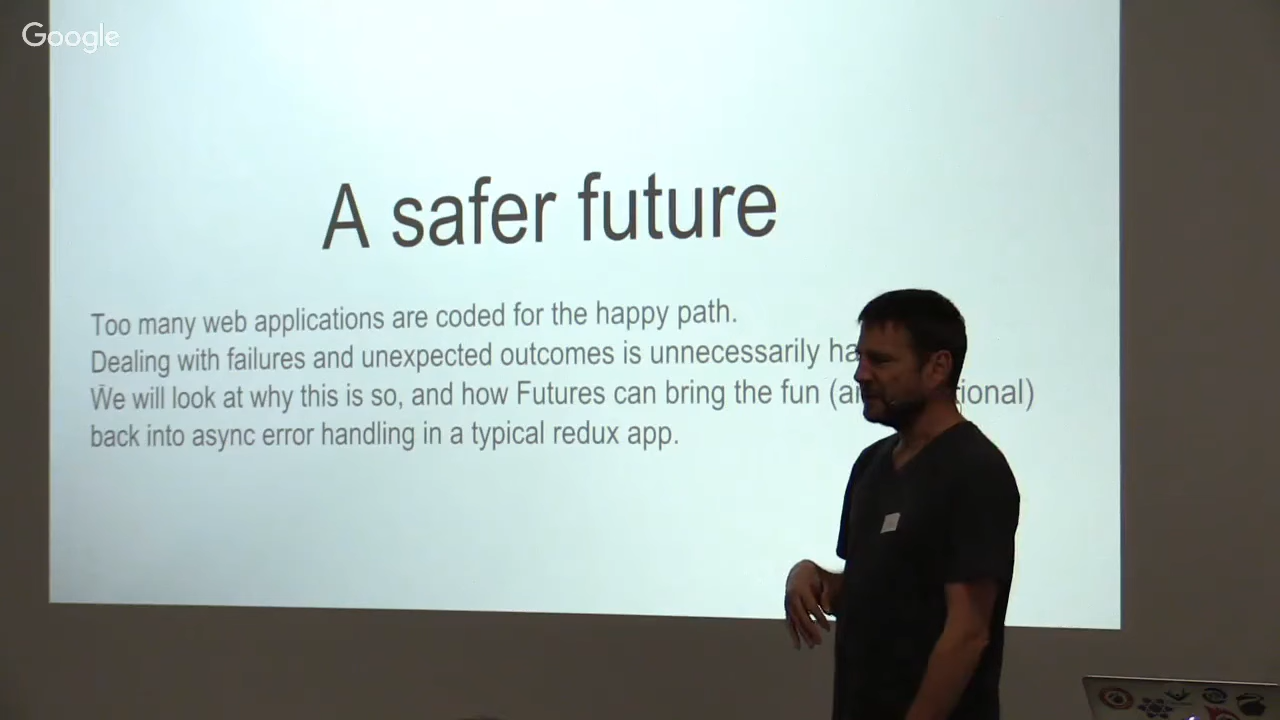 Google
A safer future
Too many web applications are coded for the happy path.
Dealing with failures and unexpected outcomes is unnecessarily
We will look at why this is so, and how Futures can bring the fun
back into async error handling in a typical redux app.